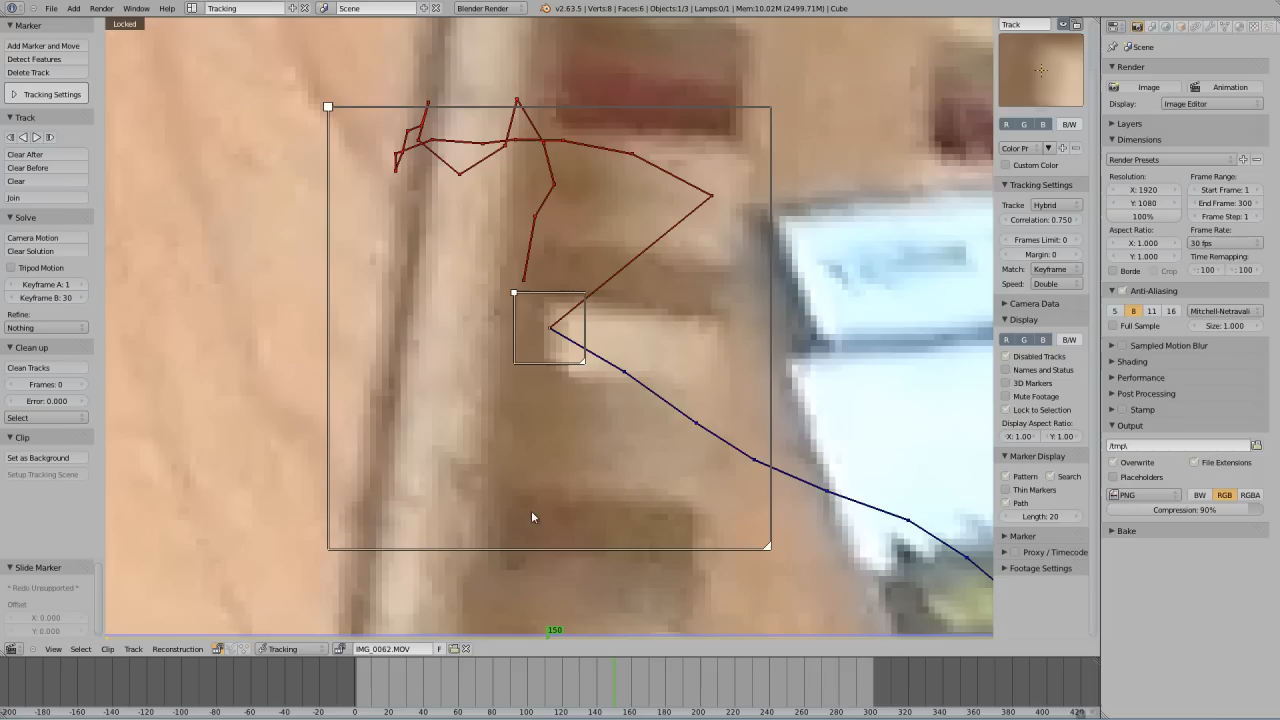 File Add Render Window Help Tracking Scene Blender Render v2.63.5 | Verts:8 | Faces:6 | Objects:1/3 | Lamps:0/1 | Mem:10.02M (2499.71M) | Cube
Marker
Add Marker and Move
Detect Features
Delete Track
Tracking Settings
Track
Clear After
Clear Before
Clear
Join
Solve
Camera Motion
Clear Solution
Tripod Motion
Keyframe A: 1
Keyframe B: 30
Refine:
Nothing
Clean up
Clean Tracks
Frames: 0
Error: 0.000
Select
Clip
Set as Background
Setup Tracking Scene
Slide Marker
* Redo Unsupported *
Offset
X: 0.000
Y: 0.000
Locked
150
Track
R G B B/W
Color Pr
Custom Color
Tracking Settings
Tracke Hybrid
Correlation: 0.750
Frames Limit: 0
Margin: 0
Match: Keyframe
Speed: Double
Camera Data
Display
R G B B/W
Disabled Tracks
Names and Status
3D Markers
Mute Footage
Lock to Selection
Display Aspect Ratio:
X: 1.00 Y: 1.00
Marker Display
Pattern Search
Thin Markers
Path
Length: 20
Marker
Proxy / Timecode
Footage Settings
Scene
Render
Image Animation
Display: Image Editor
Layers
Dimensions
Render Presets
Resolution: Frame Range:
X: 1920 Start Frame: 1
Y: 1080 End Frame: 300
100% Frame Step: 1
Aspect Ratio: Frame Rate:
X: 1.000 30 fps
Y: 1.000 Time Remapping:
Borde Crop : 100 : 100
Anti-Aliasing
5 8 11 16 Mitchell-Netravali
Full Sample Size: 1.000
Sampled Motion Blur
Shading
Performance
Post Processing
Stamp
Output
/tmp\
Overwrite File Extensions
Placeholders
PNG BW RGB RGBA
Compression: 90%
Bake
View Select Clip Track Reconstruction Tracking IMG_0062.MOV F
-200 -180 -160 -140 -120 -100 -80 -60 -40 -20 0 20 40 60 80 100 120 140 160 180 200 220 240 260 280 300 320 340 360 380 400 420